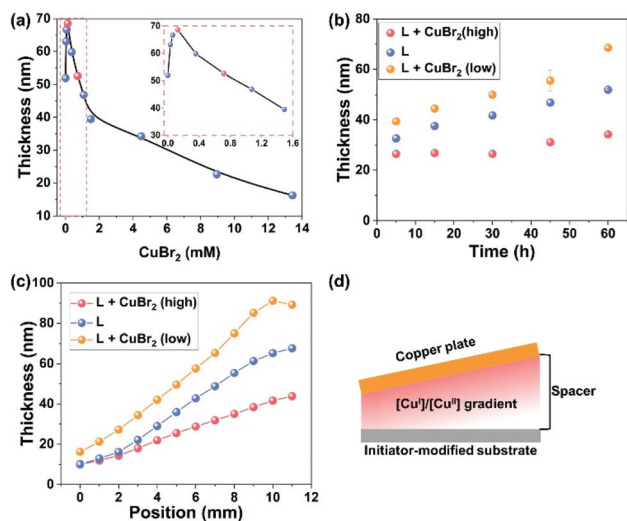 (a)
70
60
50
40
30
20
10
Thickness (nm)
0 2 4 6 8 10 12 14
CuBr₂ (mM)
70
60
50
40
30
0.0 0.4 0.8 1.2 1.6
(b)
80
60
40
20
0
Thickness (nm)
L + CuBr₂(high)
L
L + CuBr₂ (low)
0 15 30 45 60
Time (h)
(c)
100
80
60
40
20
0
Thickness (nm)
L + CuBr₂ (high)
L
L + CuBr₂ (low)
0 2 4 6 8 10 12
Position (mm)
(d)
Copper plate
[Cuᴵ]/[Cuᴵᴵ] gradient
Spacer
Initiator-modified substrate